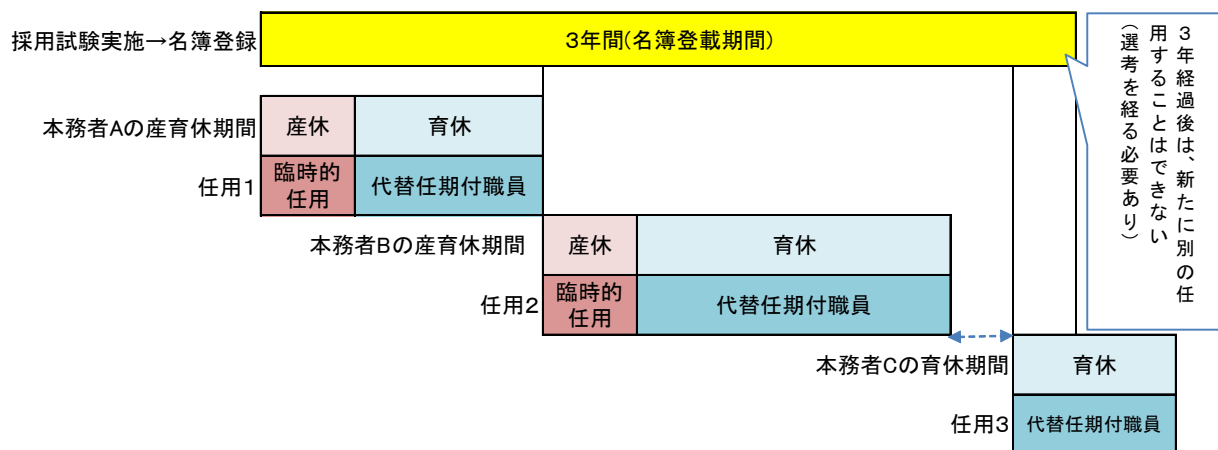 採用試験実施→名簿登録
3年間(名簿登載期間)
3年経過後は、新たに別の任
用することはできない
(選考を経る必要あり)
本務者Aの産育休期間
産休
育休
任用1
臨時的
任用
代替任期付職員
本務者Bの産育休期間
産休
育休
任用2
臨時的
任用
代替任期付職員
本務者Cの育休期間
育休
任用3
代替任期付職員